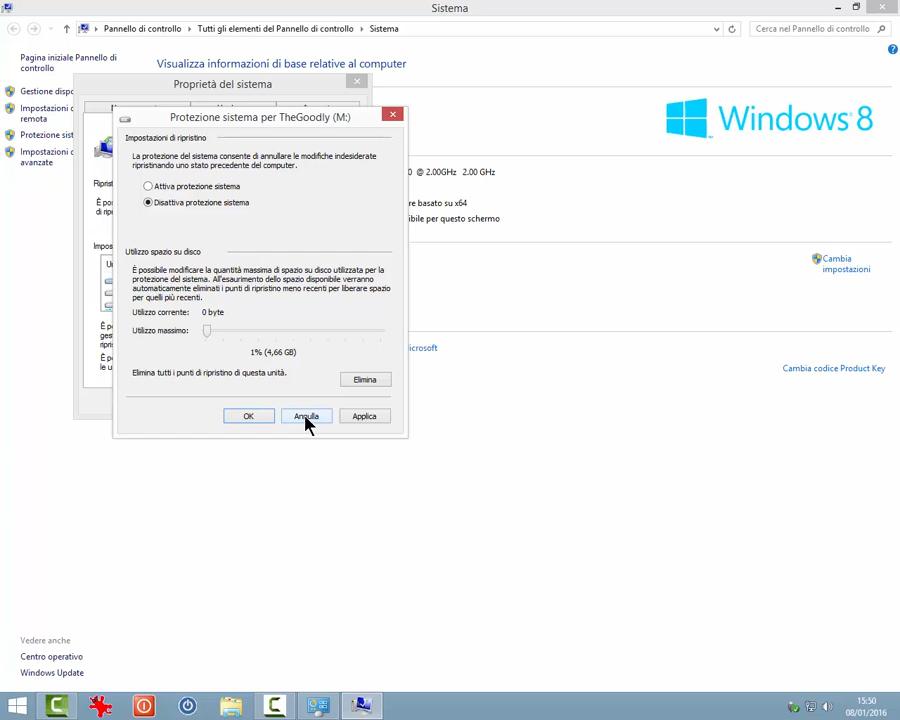 Sistema
Pannello di controllo
Tutti gli elementi del Pannello di controllo
Sistema
Cerca nel Pannello di controllo
Pagina iniziale Pannello di
controllo
Visualizza informazioni di base relative al computer
Gestione
Impostazioni
remota
Protezione
Impostazioni
avanzate
Proprietà del sistema
Protezione sistema per TheGoodly (M:)
Impostazioni di ripristino
La protezione del sistema consente di annullare le modifiche indesiderate
ripristinando uno stato precedente del computer.
Attiva protezione sistema
Disattiva protezione sistema
Utilizzo spazio su disco
È possibile modificare la quantità massima di spazio su disco utilizzata per la
protezione del sistema. All'esaurimento dello spazio disponibile verranno
automaticamente eliminati i punti di ripristino meno recenti per liberare spazio
per quelli più recenti.
Utilizzo corrente: 0 byte
Utilizzo massimo:
1% (4,66 GB)
Elimina tutti i punti di ripristino di questa unità.
Elimina
OK
Annulla
Applica
Windows 8
0 @ 2.00GHz 2.00 GHz
re basato su x64
ibile per questo schermo
Cambia
impostazioni
icrosoft
Cambia codice Product Key
Vedere anche
Centro operativo
Windows Update
15:50
08/01/2016